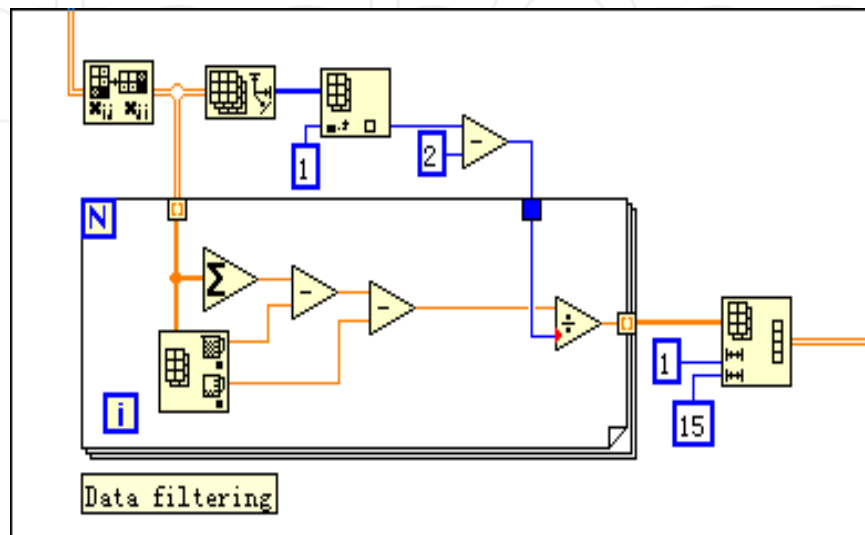 x i j x j i
1
2
N
Σ
-
-
-
÷
1
i
15
Data filtering